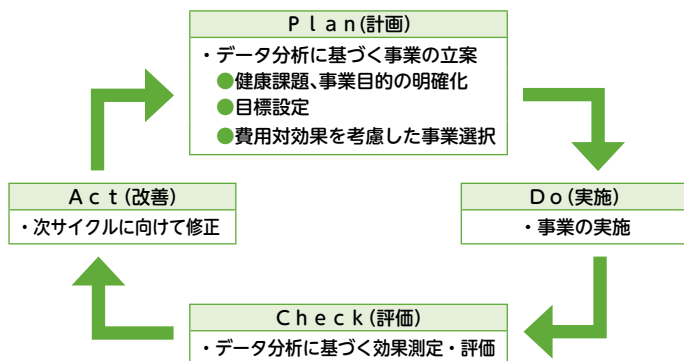 Ｐｌａｎ(計画)
・データ分析に基づく事業の立案
●健康課題、事業目的の明確化
●目標設定
●費用対効果を考慮した事業選択
Ｄｏ(実施)
・事業の実施
Ｃｈｅｃｋ(評価)
・データ分析に基づく効果測定・評価
Ａｃｔ(改善)
・次サイクルに向けて修正